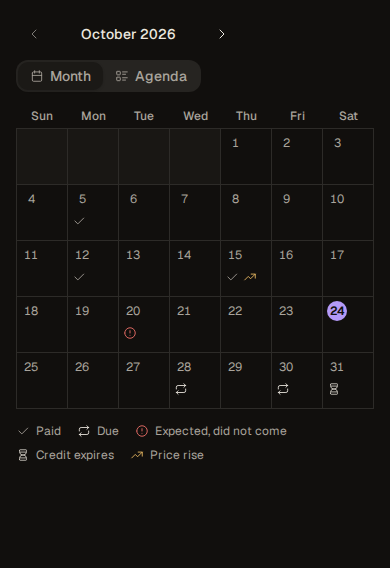 October 2026
Month Agenda
Sun Mon Tue Wed Thu Fri Sat
1 2 3
4 5 6 7 8 9 10
11 12 13 14 15 16 17
18 19 20 21 22 23 24
25 26 27 28 29 30 31
Paid Due Expected, did not come
Credit expires Price rise